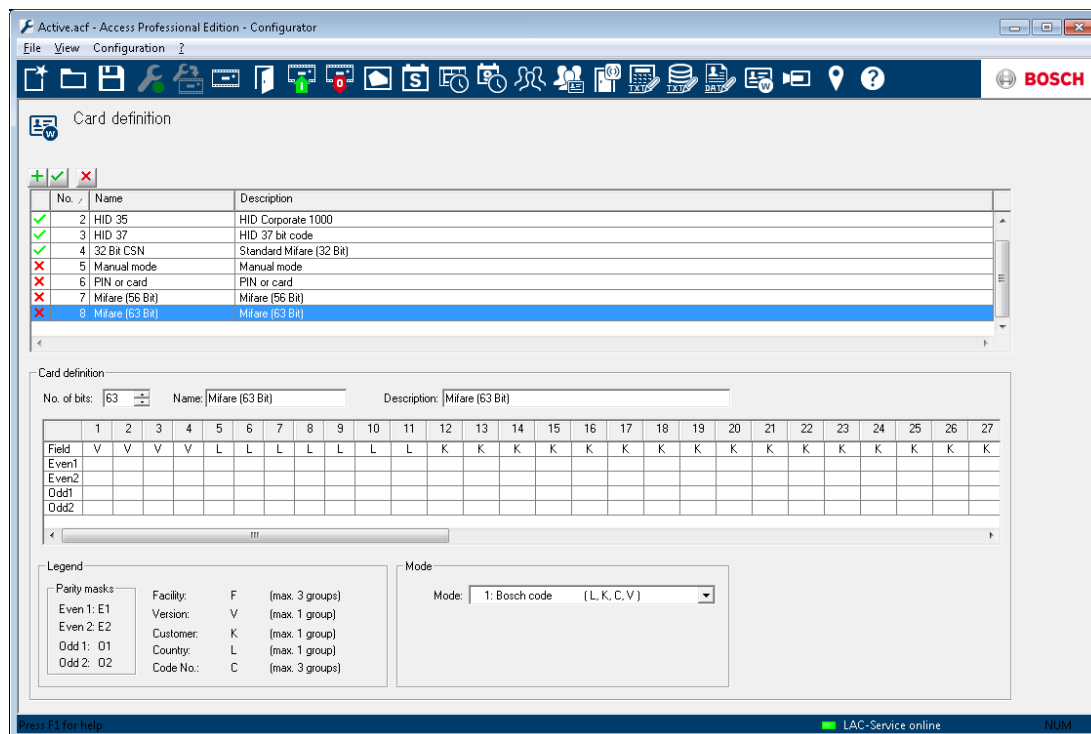 Active.acf - Access Professional Edition - Configurator
File View Configuration ?
TXT TXT DATA BOSCH
Card definition
No. Name Description
2 HID 35 HID Corporate 1000
3 HID 37 HID 37 bit code
4 32 Bit CSN Standard Mifare (32 Bit)
5 Manual mode Manual mode
6 PIN or card PIN or card
7 Mifare (56 Bit) Mifare (56 Bit)
8 Mifare (63 Bit) Mifare (63 Bit)
Card definition
No. of bits: 63 Name: Mifare (63 Bit) Description: Mifare (63 Bit)
1 2 3 4 5 6 7 8 9 10 11 12 13 14 15 16 17 18 19 20 21 22 23 24 25 26 27
Field V V V V L L L L L L L K K K K K K K K K K K K K K K K
Even1
Even2
Odd1
Odd2
Legend
Parity masks
Even 1: E1
Even 2: E2
Odd 1: O1
Odd 2: O2
Facility: F (max. 3 groups)
Version: V (max. 1 group)
Customer: K (max. 1 group)
Country: L (max. 1 group)
Code No.: C (max. 3 groups)
Mode
Mode: 1: Bosch code ( L, K, C, V )
Press F1 for help LAC-Service online NUM